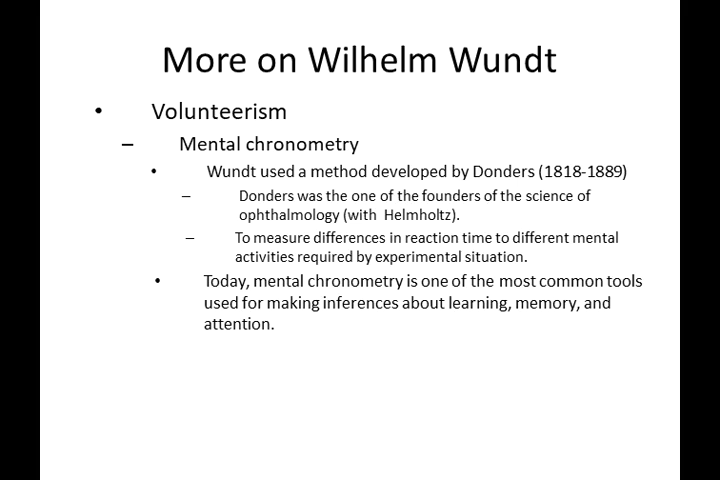 More on Wilhelm Wundt
• Volunteerism
– Mental chronometry
• Wundt used a method developed by Donders (1818-1889)
– Donders was the one of the founders of the science of
ophthalmology (with Helmholtz).
– To measure differences in reaction time to different mental
activities required by experimental situation.
• Today, mental chronometry is one of the most common tools
used for making inferences about learning, memory, and
attention.